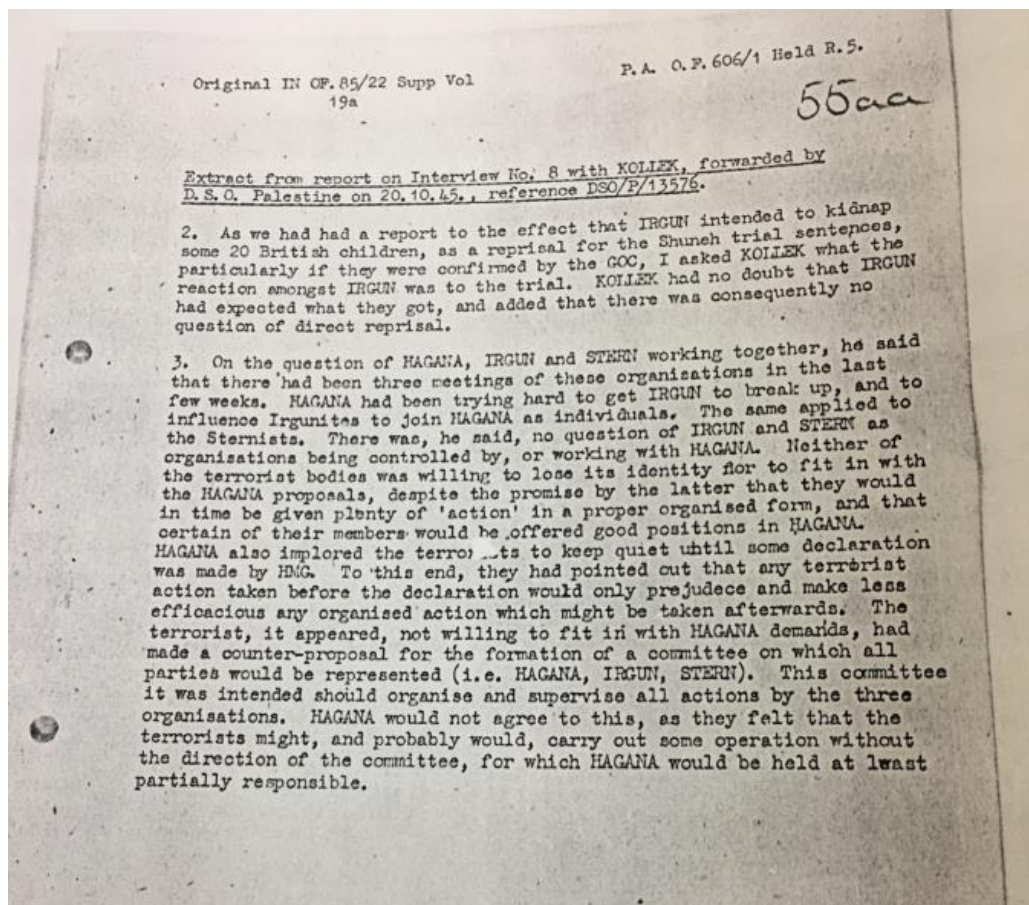 Original IN OF.85/22 Supp Vol
19a
P.A. O.F.606/1 Held R.5.
55aa
Extract from report on Interview No. 8 with KOLLEK, forwarded by
D.S.O. Palestine on 20.10.45., reference DSO/P/13576.
2. As we had had a report to the effect that IRGUN intended to kidnap
some 20 British children, as a reprisal for the Shuneh trial sentences,
particularly if they were confirmed by the GOC, I asked KOLLEK what the
reaction amongst IRGUN was to the trial. KOLLEK had no doubt that IRGUN
had expected what they got, and added that there was consequently no
question of direct reprisal.
3. On the question of HAGANA, IRGUN and STERN working together, he said
that there had been three meetings of these organisations in the last
few weeks. HAGANA had been trying hard to get IRGUN to break up, and to
influence Irgunites to join HAGANA as individuals. The same applied to
the Sternists. There was, he said, no question of IRGUN and STERN as
organisations being controlled by, or working with HAGANA. Neither of
the terrorist bodies was willing to lose its identity nor to fit in with
the HAGANA proposals, despite the promise by the latter that they would
in time be given plenty of 'action' in a proper organised form, and that
certain of their members would be offered good positions in HAGANA.
HAGANA also implored the to keep quiet until some declaration
was made by HMG. To this end, they had pointed out that any terrorist
action taken before the declaration would only prejudece and make less
efficacious any organised action which might be taken afterwards. The
terrorist, it appeared, not willing to fit in with HAGANA demands, had
made a counter-proposal for the formation of a committee on which all
parties would be represented (i.e. HAGANA, IRGUN, STERN). This committee
it was intended should organise and supervise all actions by the three
organisations. HAGANA would not agree to this, as they felt that the
terrorists might, and probably would, carry out some operation without
the direction of the committee, for which HAGANA would be held at least
partially responsible.